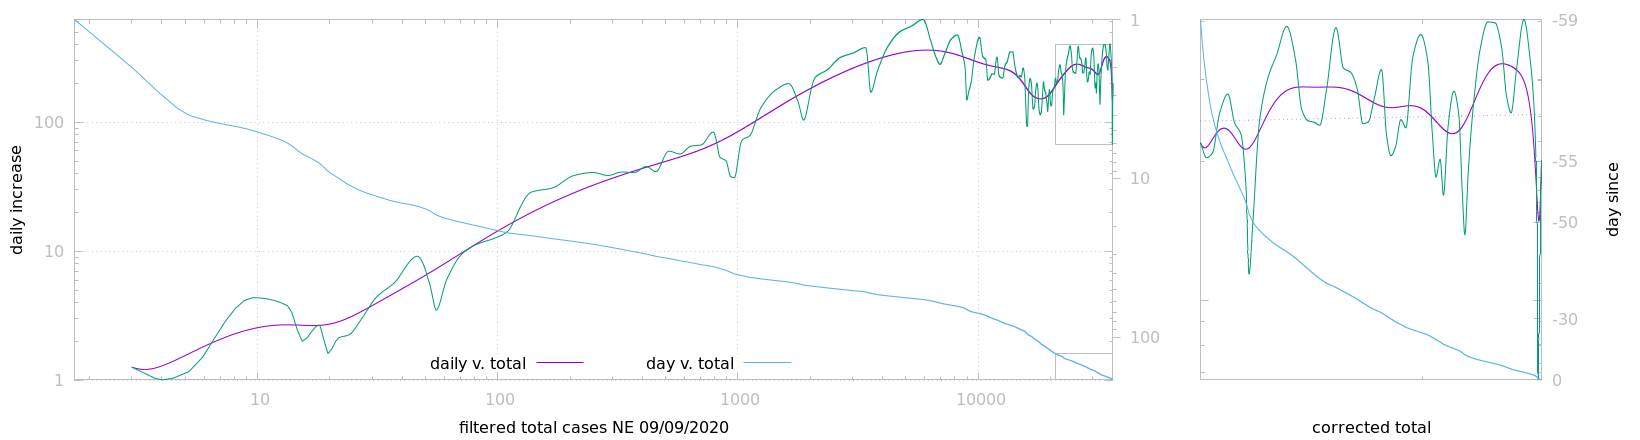 daily increase
100
10
1
10
100
1000
10000
1
10
100
daily v. total
day v. total
filtered total cases NE 09/09/2020
-59
-55
-50
-30
0
day since
corrected total